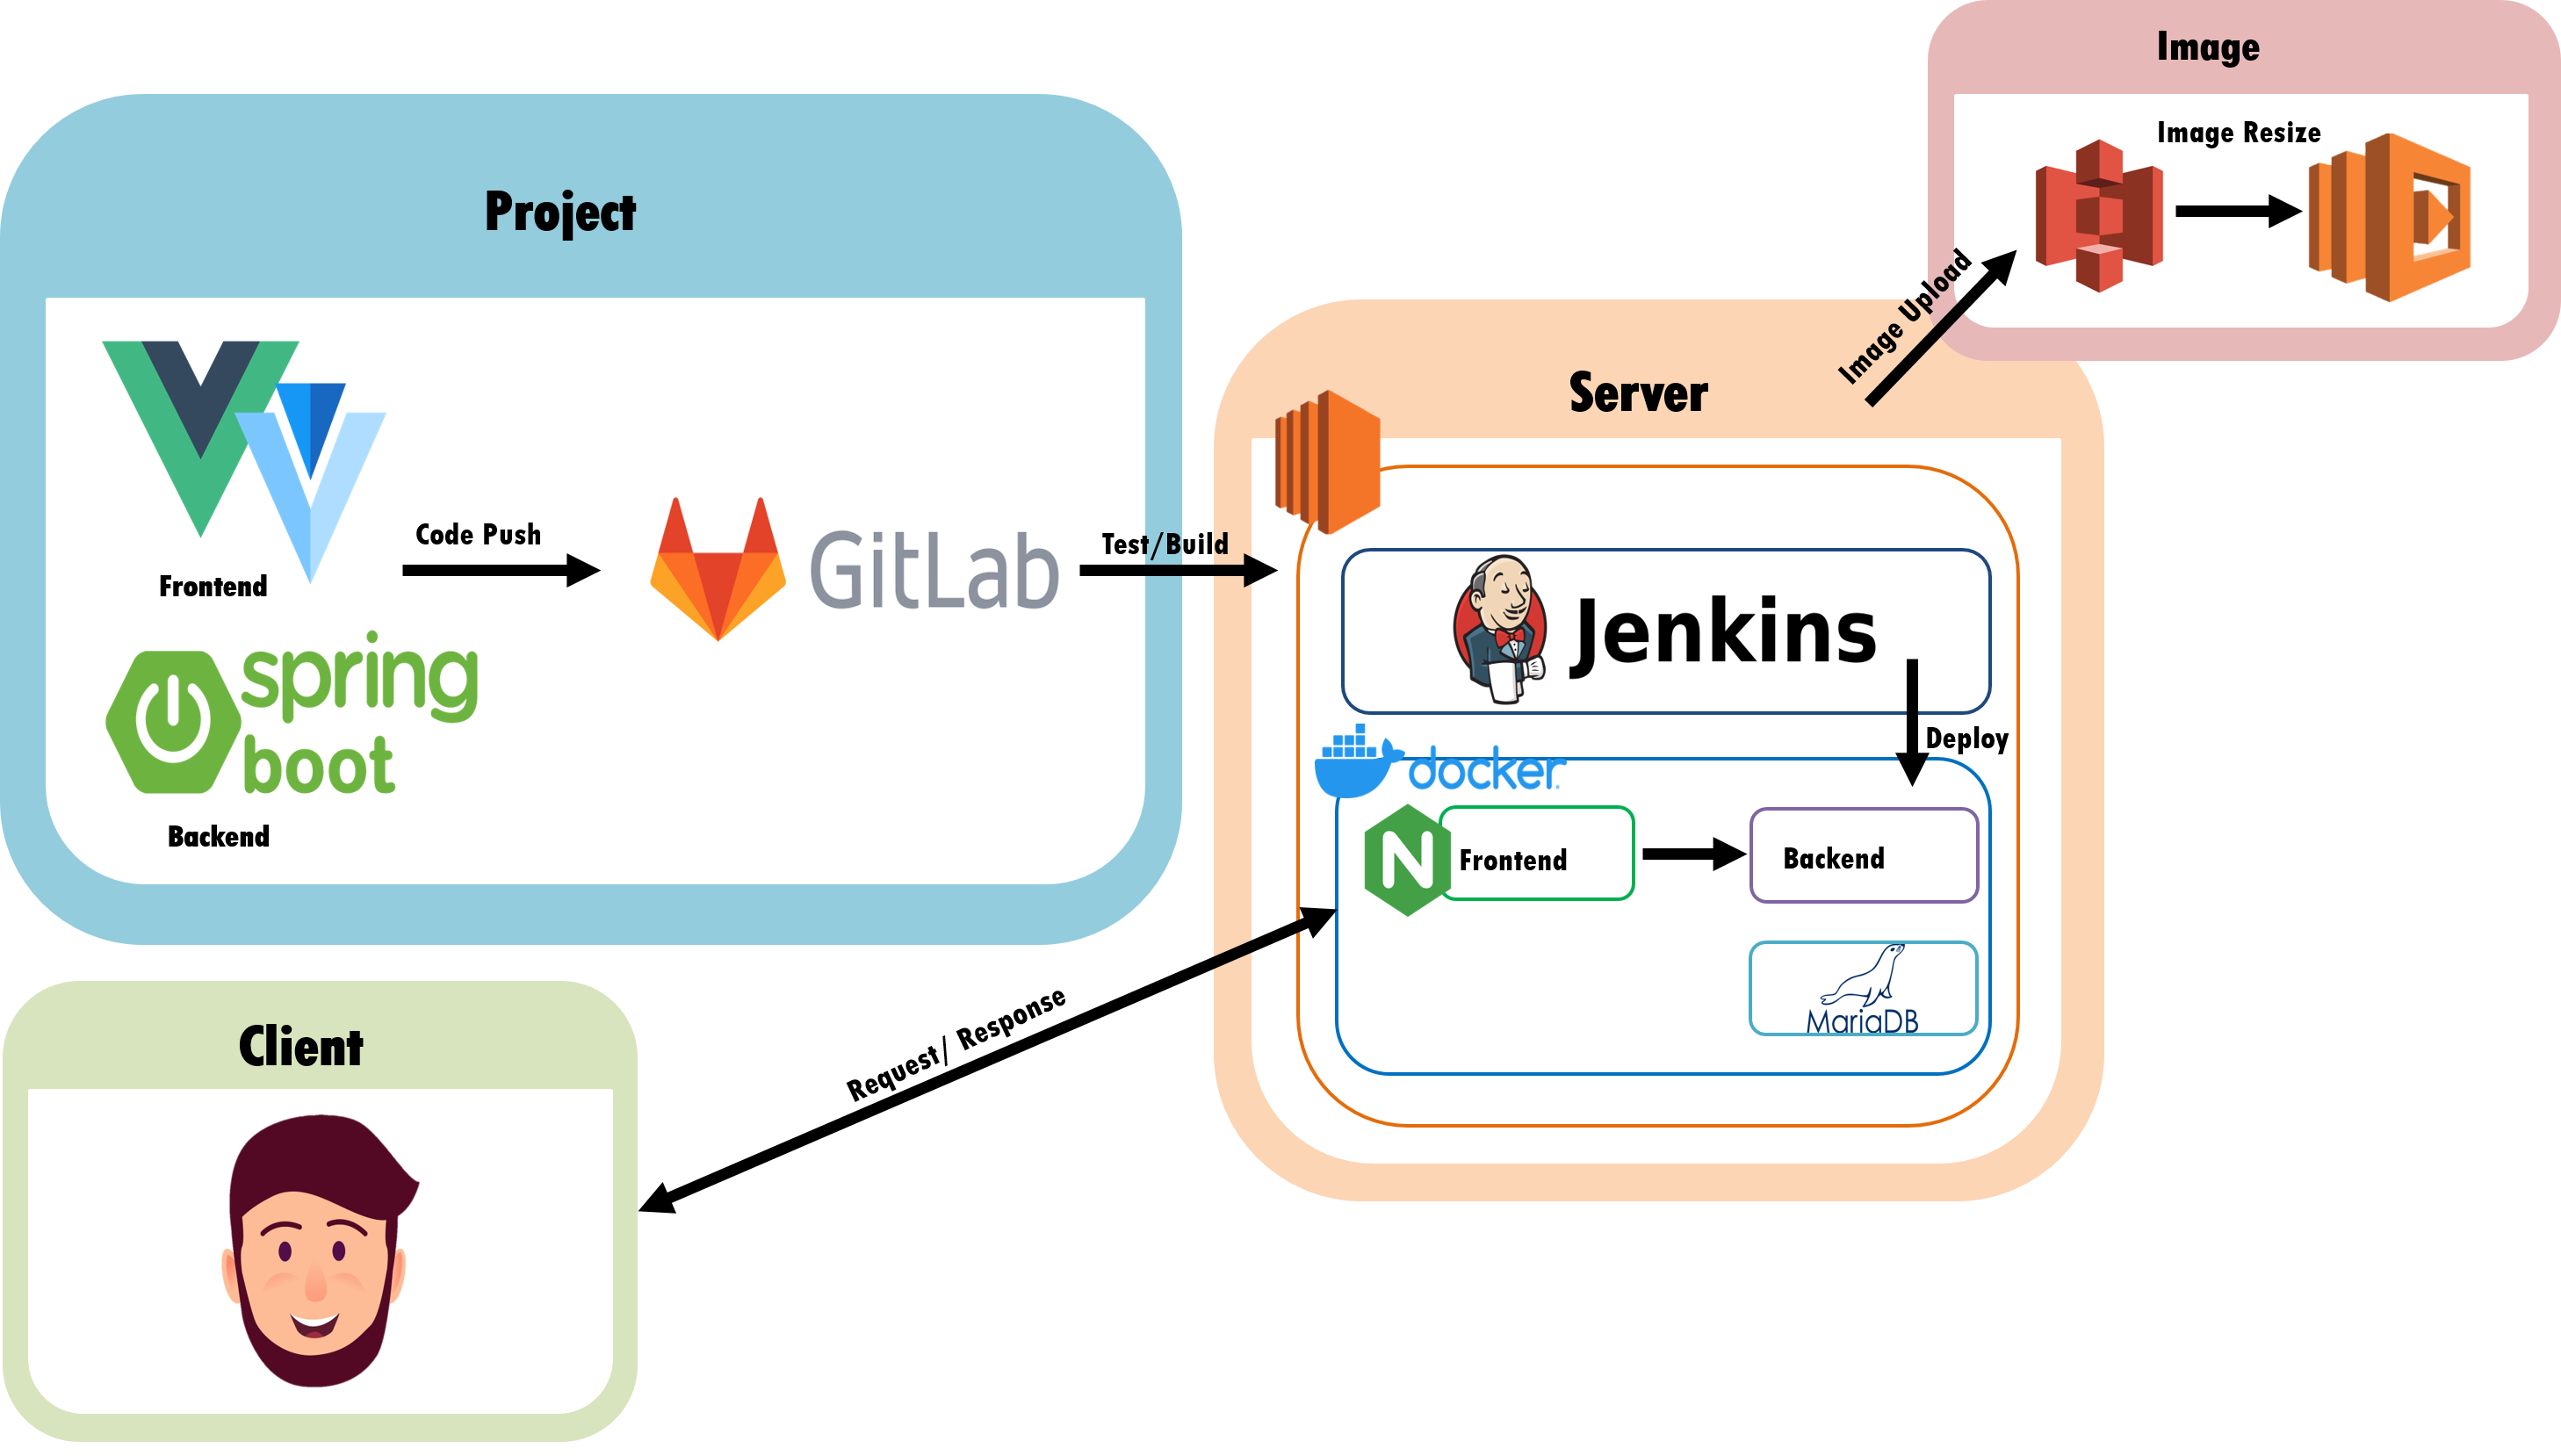 Image
Image Resize
Project
Image Upload
Server
Code Push
GitLab
Test/Build
Frontend
Jenkins
spring
boot
Deploy
docker
Backend
Frontend
Backend
MariaDB
Request/ Response
Client